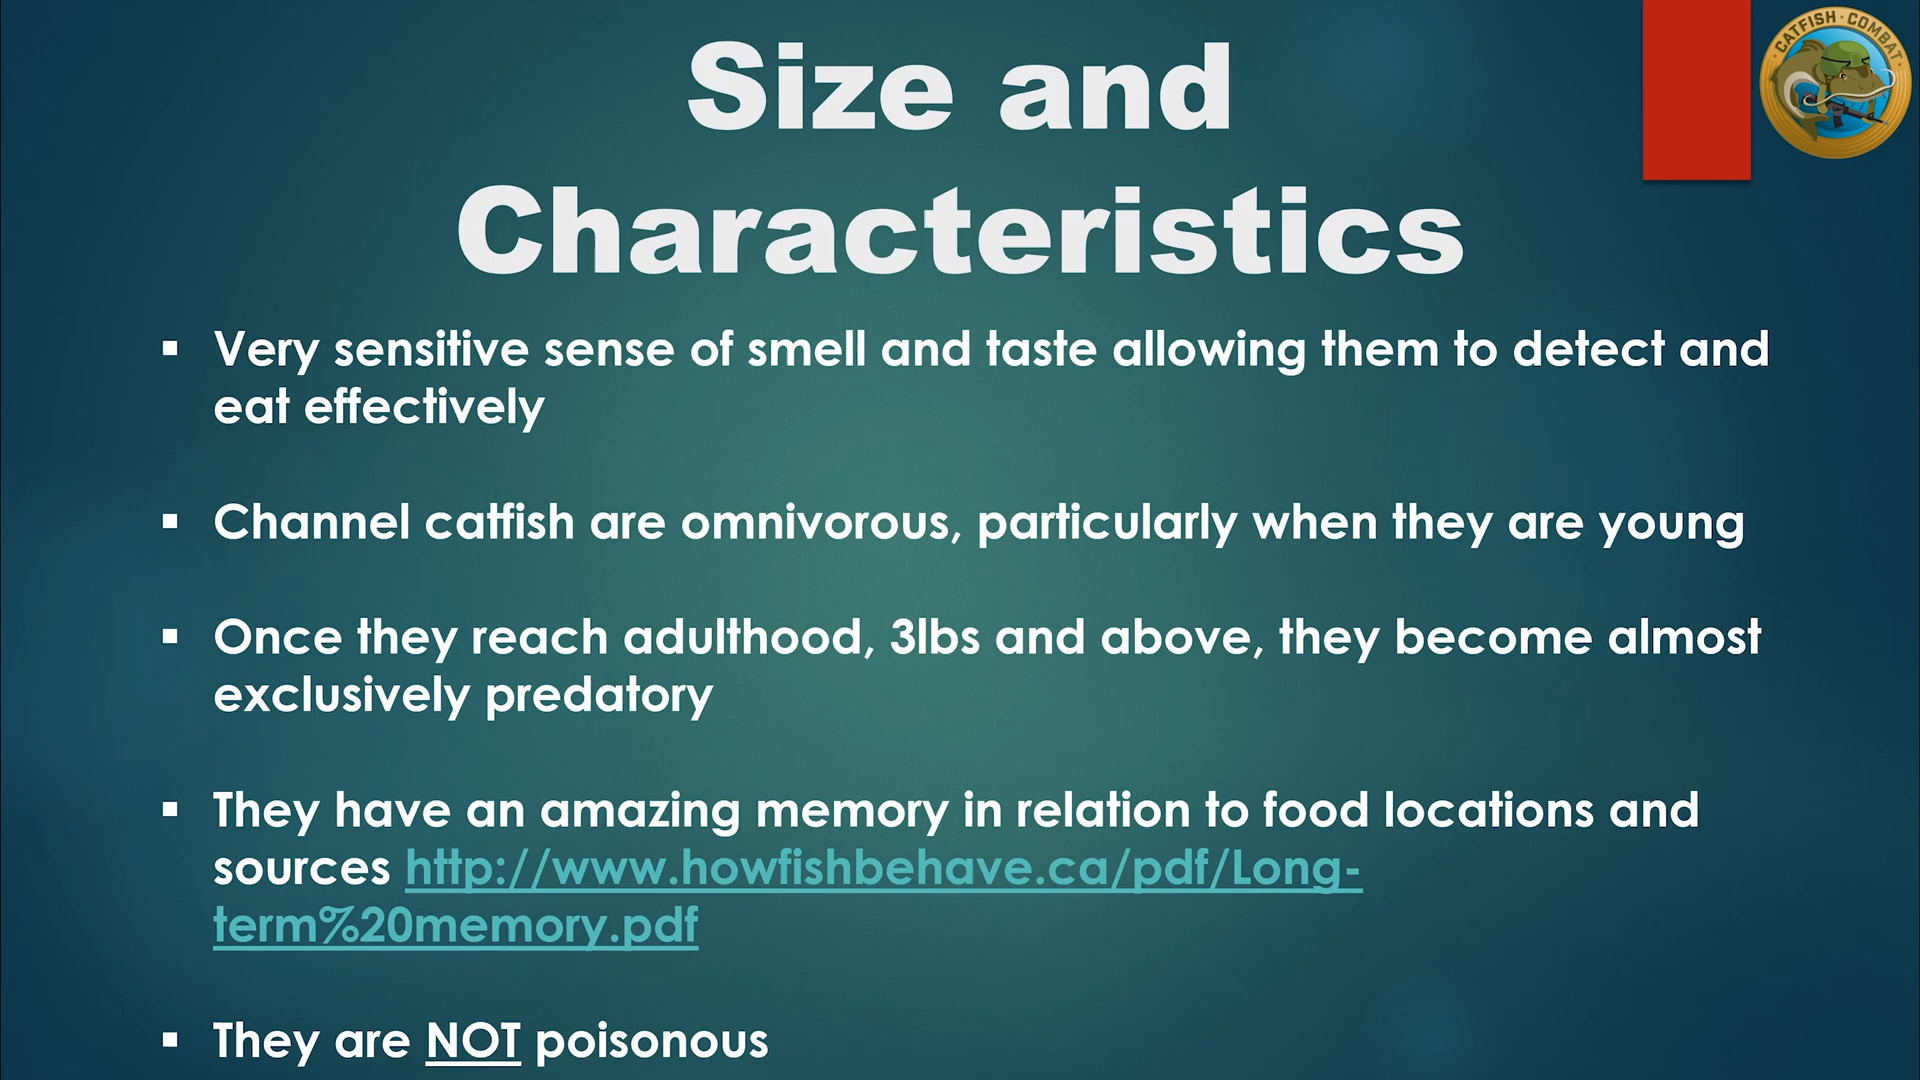 Size and
Characteristics
CATFISH · COMBAT
▪ Very sensitive sense of smell and taste allowing them to detect and
eat effectively
▪ Channel catfish are omnivorous, particularly when they are young
▪ Once they reach adulthood, 3lbs and above, they become almost
exclusively predatory
▪ They have an amazing memory in relation to food locations and
sources http://www.howfishbehave.ca/pdf/Long-
term%20memory.pdf
▪ They are NOT poisonous